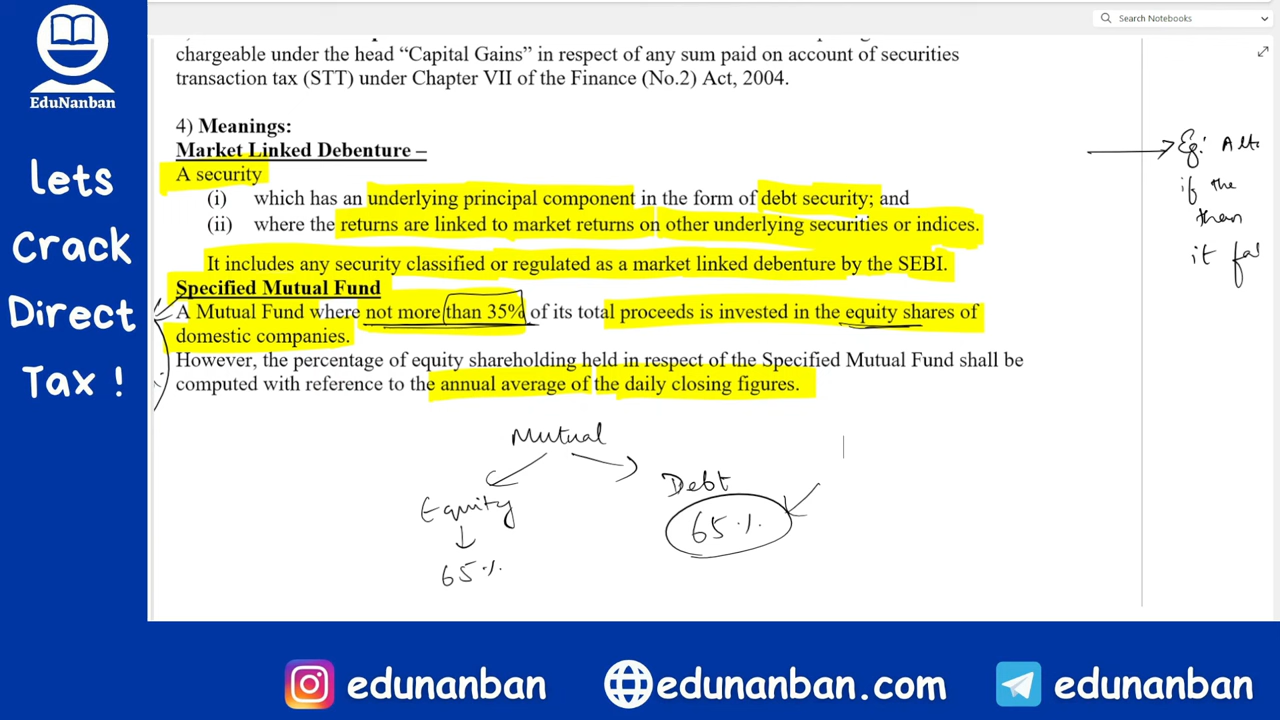 Search Notebooks
EduNanban
Lets
Crack
Direct
Tax !
chargeable under the head “Capital Gains” in respect of any sum paid on account of securities
transaction tax (STT) under Chapter VII of the Finance (No.2) Act, 2004.
4) Meanings:
Market Linked Debenture –
A security
(i) which has an underlying principal component in the form of debt security; and
(ii) where the returns are linked to market returns on other underlying securities or indices.
It includes any security classified or regulated as a market linked debenture by the SEBI.
Specified Mutual Fund
A Mutual Fund where not more than 35% of its total proceeds is invested in the equity shares of
domestic companies.
However, the percentage of equity shareholding held in respect of the Specified Mutual Fund shall be
computed with reference to the annual average of the daily closing figures.
Mutual
Equity
65%
Debt
65%
Eg:
if the
than
it
edunanban
edunanban.com
edunanban